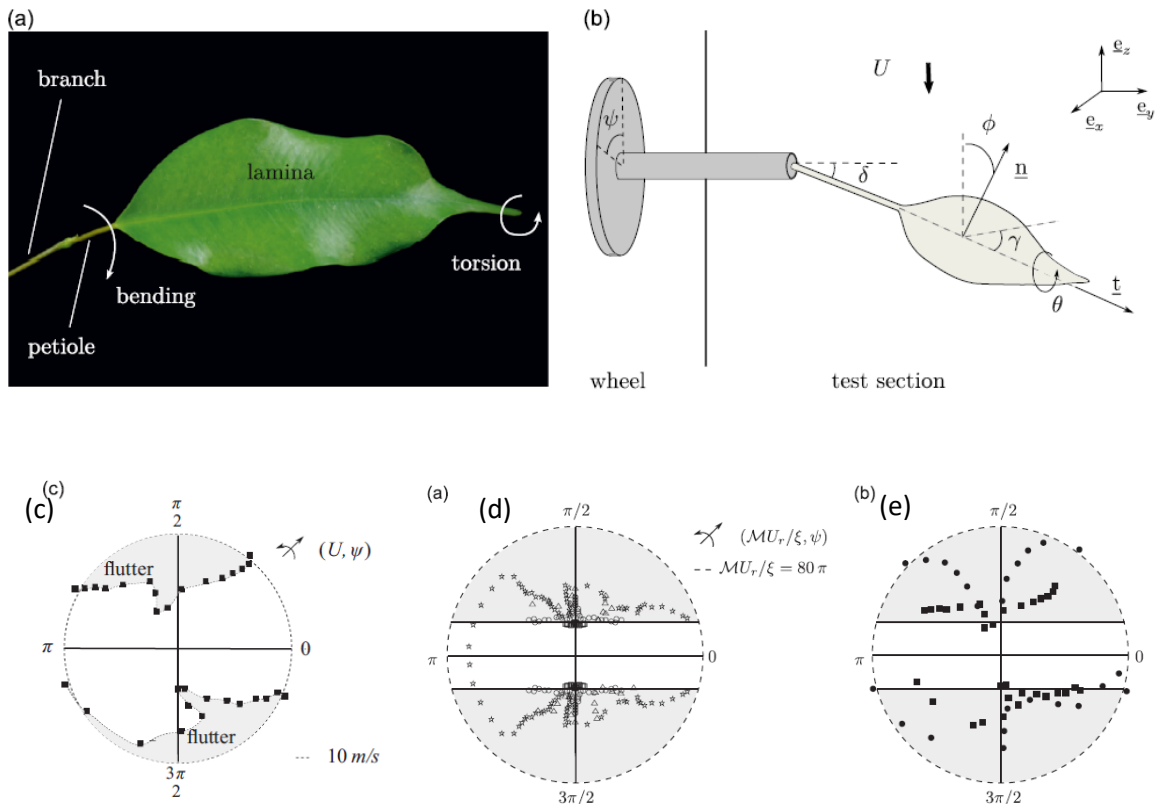 (a)
branch
lamina
torsion
bending
petiole
(b)
U
e_z
e_y
e_x
ψ
δ
ϕ
n
γ
θ
t
wheel
test section
(c)
(c)
π
2
(U, ψ)
flutter
π
0
flutter
3π
2
10 m/s
(a)
(d)
π/2
(ℳU_r/ξ, ψ)
ℳU_r/ξ = 80 π
π
0
3π/2
(b)
(e)
π/2
π
0
3π/2